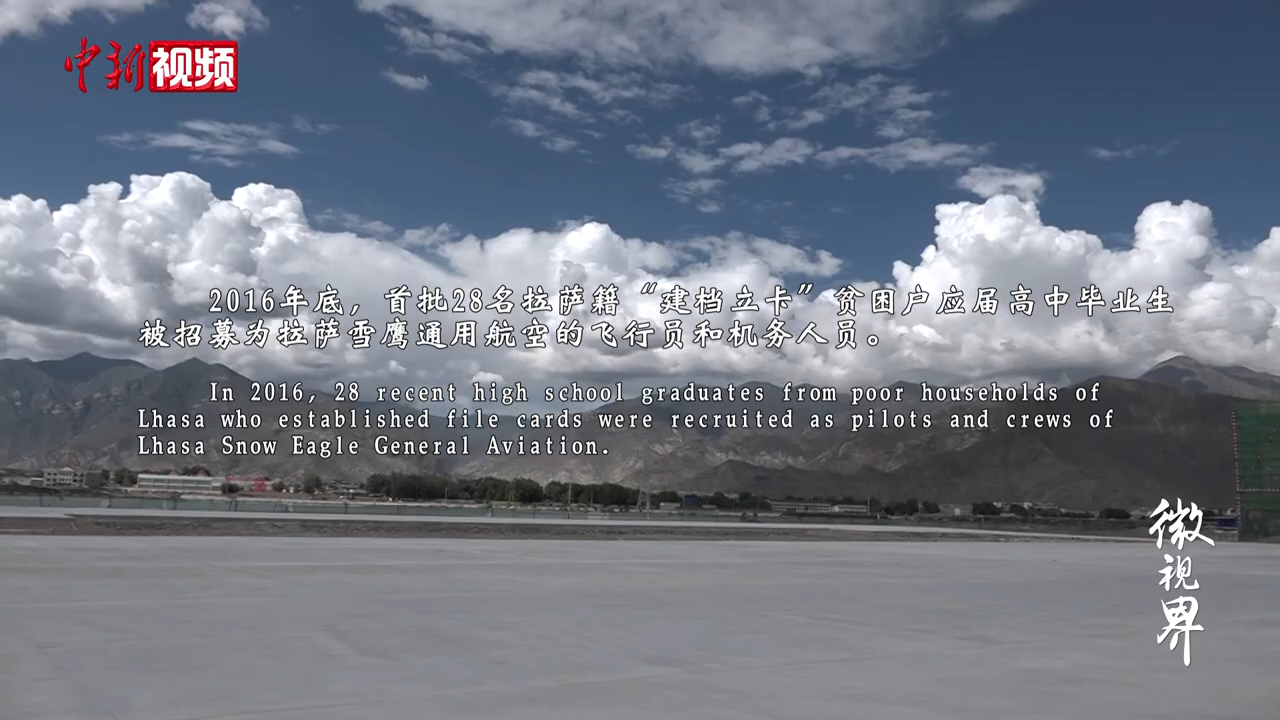 中新视频
2016年底，首批28名拉萨籍“建档立卡”贫困户应届高中毕业生
被招募为拉萨雪鹰通用航空的飞行员和机务人员。
In 2016, 28 recent high school graduates from poor households of
Lhasa who established file cards were recruited as pilots and crews of
Lhasa Snow Eagle General Aviation.
微视界